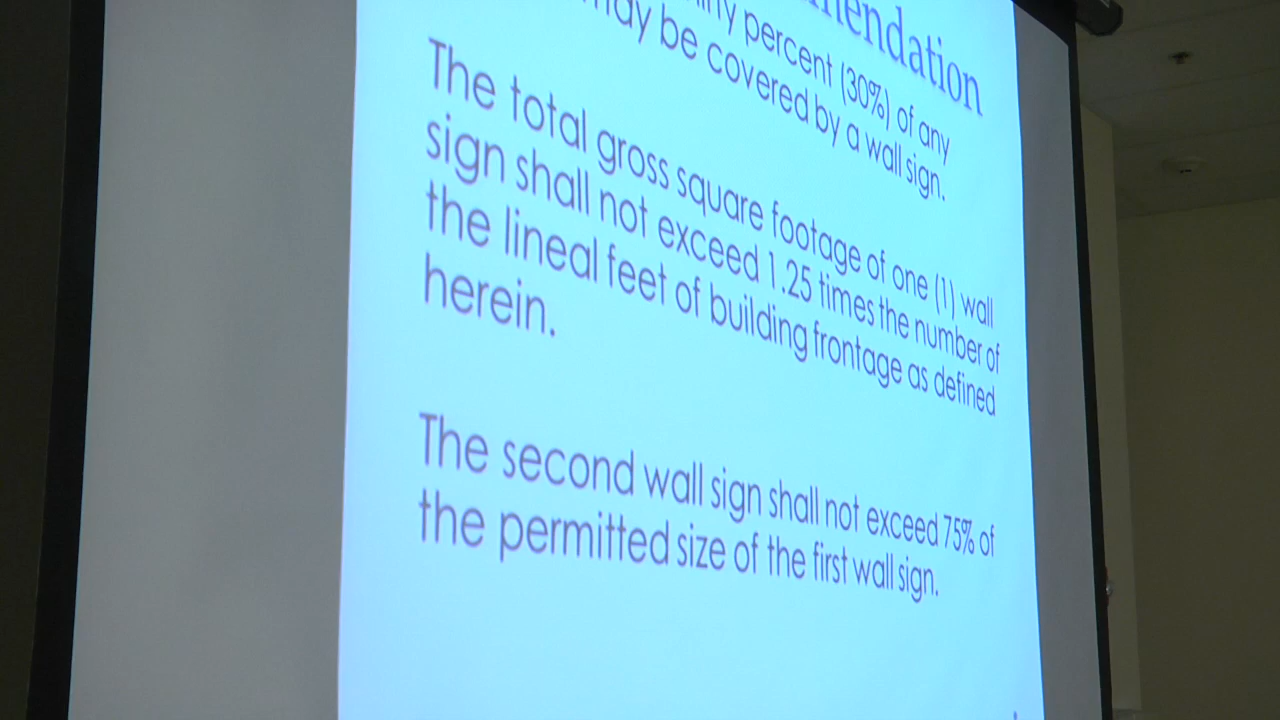 percent (30%) of any
may be covered by a wall sign.
The total gross square footage of one (1) wall
sign shall not exceed 1.25 times the number of
the lineal feet of building frontage as defined
herein.
The second wall sign shall not exceed 75% of
the permitted size of the first wall sign.